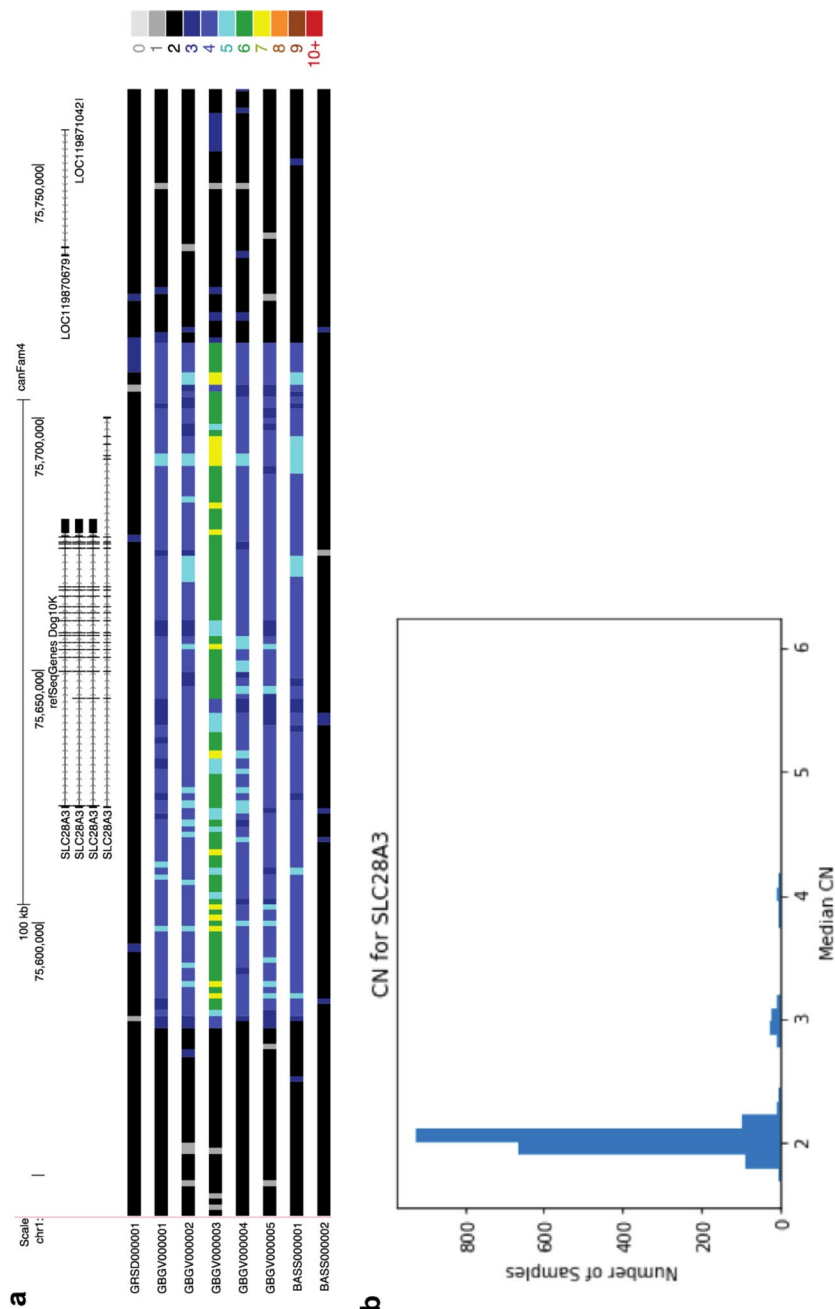 a
Scale
100 kb
canFam4
chr1:
75,600,000
75,650,000
75,700,000
75,750,000
refSeqGenes Dog10K
SLC28A3
SLC28A3
SLC28A3
SLC28A3
LOC119870679
LOC119871042
GRSD000001
GBGV000001
GBGV000002
GBGV000003
GBGV000004
GBGV000005
BASS000001
BASS000002
0
1
2
3
4
5
6
7
8
9
10+
b
CN for SLC28A3
Number of Samples
800
600
400
200
0
2
3
4
5
6
Median CN